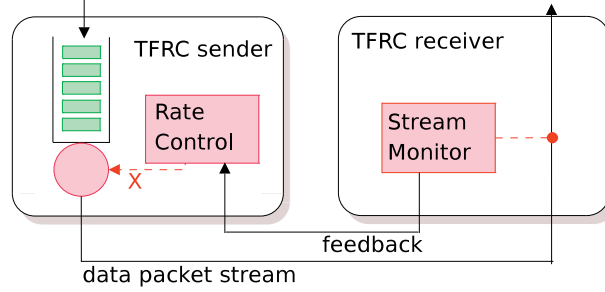 TFRC sender
TFRC receiver
Rate
Control
Stream
Monitor
X
feedback
data packet stream